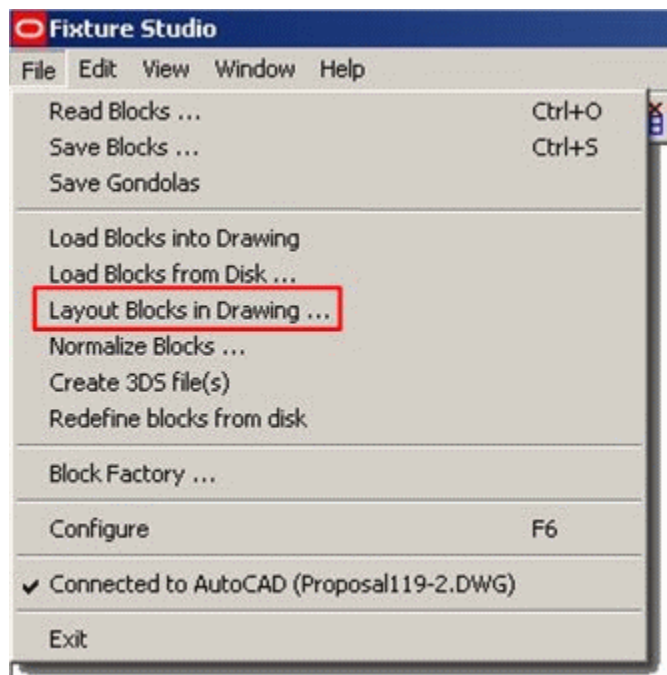 Fixture Studio
File Edit View Window Help
Read Blocks ... Ctrl+O
Save Blocks ... Ctrl+S
Save Gondolas
Load Blocks into Drawing
Load Blocks from Disk ...
Layout Blocks in Drawing ...
Normalize Blocks ...
Create 3DS file(s)
Redefine blocks from disk
Block Factory ...
Configure F6
Connected to AutoCAD (Proposal119-2.DWG)
Exit